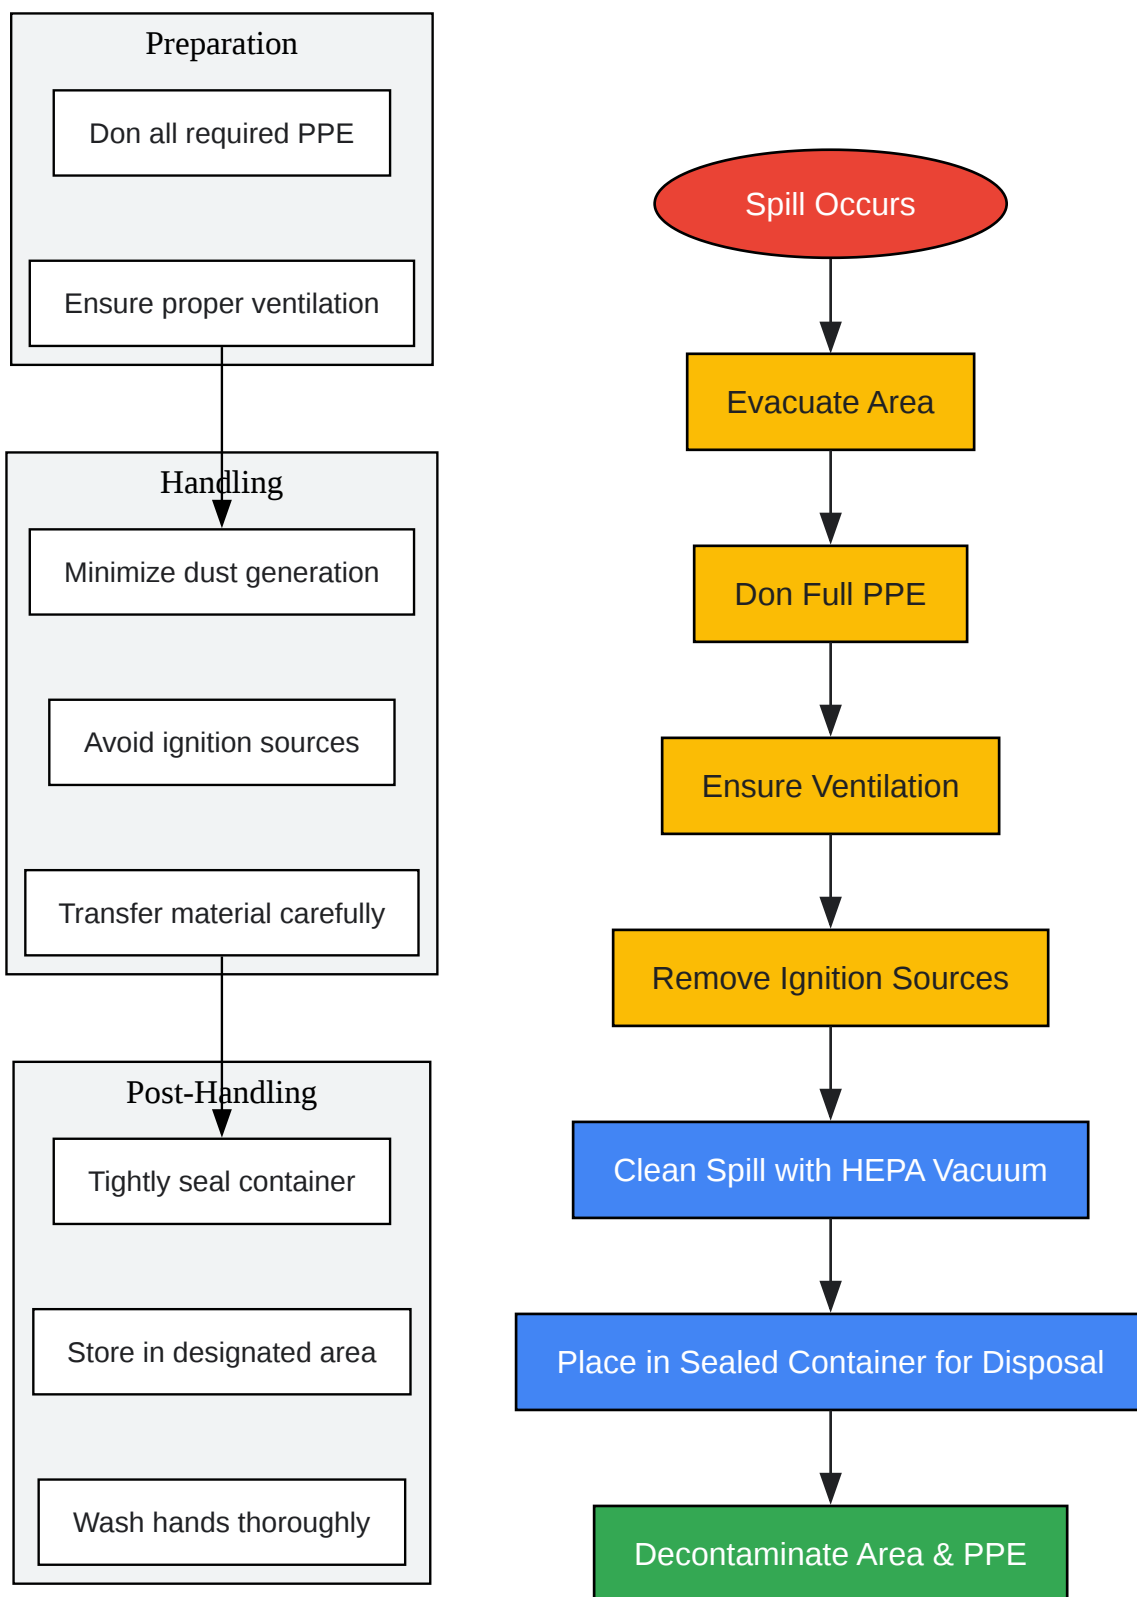 Preparation
Don all required PPE
Ensure proper ventilation
Handling
Minimize dust generation
Avoid ignition sources
Transfer material carefully
Post-Handling
Tightly seal container
Store in designated area
Wash hands thoroughly
Spill Occurs
Evacuate Area
Don Full PPE
Ensure Ventilation
Remove Ignition Sources
Clean Spill with HEPA Vacuum
Place in Sealed Container for Disposal
Decontaminate Area & PPE